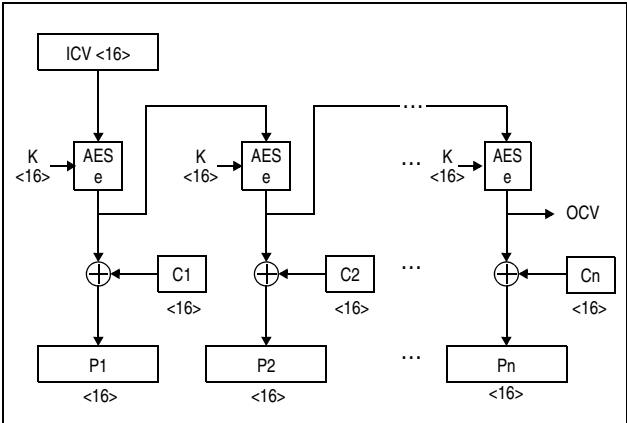 ICV <16>
...
K
<16>
AES
e
K
<16>
AES
e
...
K
<16>
AES
e
OCV
C1
<16>
C2
<16>
...
Cn
<16>
P1
<16>
P2
<16>
...
Pn
<16>